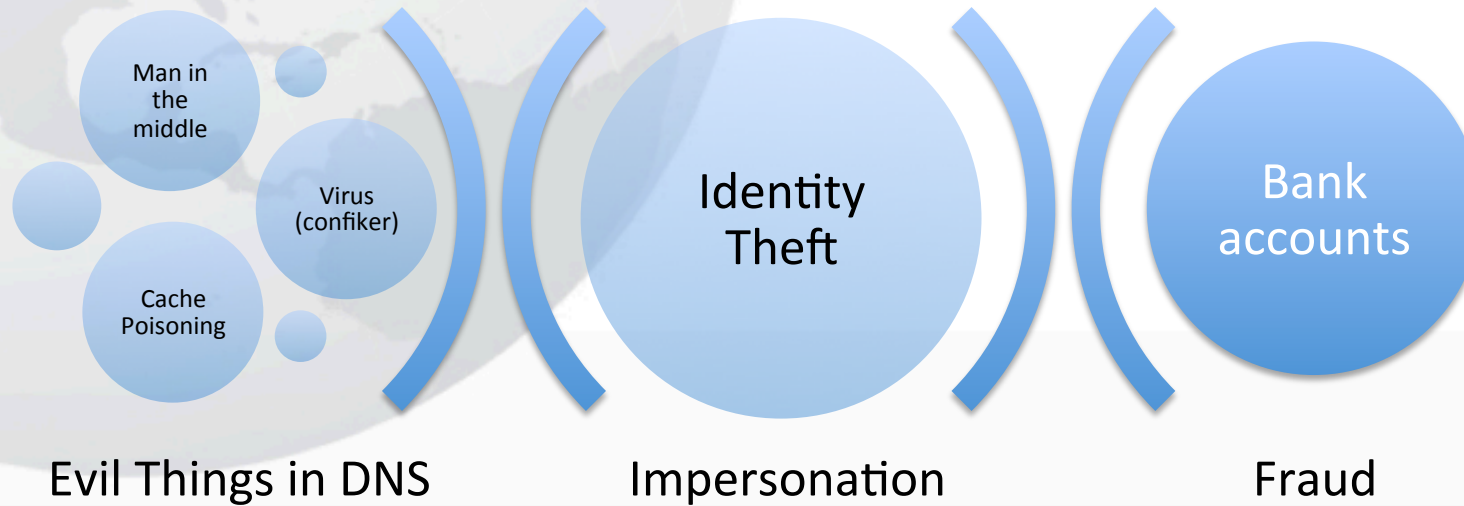 Man in
the
middle
Virus
(confiker)
Cache
Poisoning
Identity
Theft
Bank
accounts
Evil Things in DNS
Impersonation
Fraud